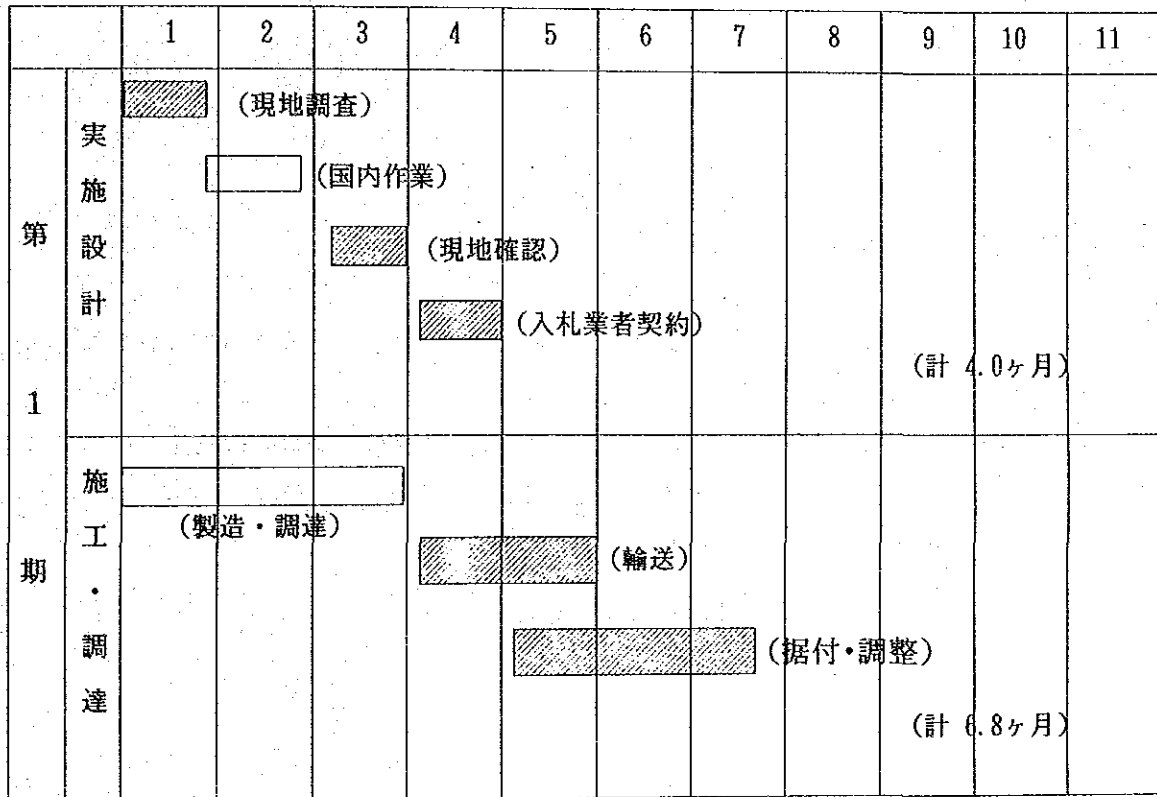 1 2 3 4 5 6 7 8 9 10 11
第1期
実施設計
(現地調査)
(国内作業)
(現地確認)
(入札業者契約)
(計 4.0ヶ月)
施工・調達
(製造・調達)
(輸送)
(据付・調整)
(計 6.8ヶ月)